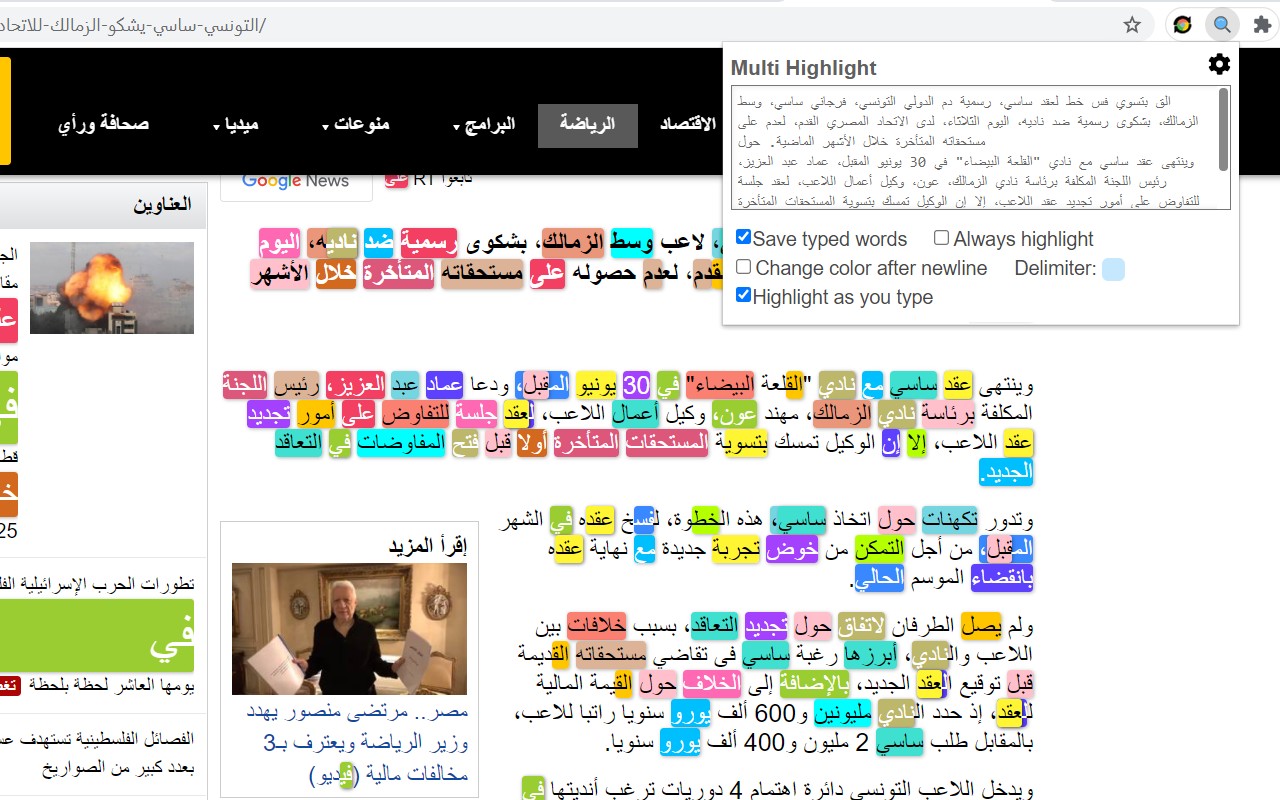 التونسي-ساسي-يشكو-الزمالك-للاتحاد/
Multi Highlight
الق بتسوي فس خط لعقد ساسي، رسمية دم الدولي التونسي، فرجاني ساسي، وسط
الزمالك، بشكوى رسمية ضد ناديه، اليوم الثلاثاء، لدى الاتحاد المصري القدم، لعدم على
مستحقاته المتأخرة خلال الأشهر الماضية. حول
وينتهى عقد ساسي مع نادي "القلعة البيضاء" في 30 يونيو المقبل، عماد عبد العزيز،
رئيس اللجنة المكلفة برئاسة نادي الزمالك، عون، وكيل أعمال اللاعب، لعقد جلسة
للتفاوض على أمور تجديد عقد اللاعب، إلا إن الوكيل تمسك بتسوية المستحقات المتأخرة
Save typed words
Always highlight
Change color after newline
Delimiter:
Highlight as you type
الاقتصاد
الرياضة
البرامج
منوعات
ميديا
صحافة ورأي
تابعوا RT على
Google News
، لاعب وسط الزمالك، بشكوى رسمية ضد ناديه، اليوم
قدم، لعدم حصوله على مستحقاته المتأخرة خلال الأشهر
وينتهى عقد ساسي مع نادي "القلعة البيضاء" في 30 يونيو المقبل، ودعا عماد عبد العزيز، رئيس اللجنة
المكلفة برئاسة نادي الزمالك، مهند عون، وكيل أعمال اللاعب، لعقد جلسة للتفاوض على أمور تجديد
عقد اللاعب، إلا إن الوكيل تمسك بتسوية المستحقات المتأخرة أولا قبل فتح المفاوضات في التعاقد
الجديد.
وتدور تكهنات حول اتخاذ ساسي، هذه الخطوة، لفسخ عقده في الشهر
المقبل، من أجل التمكن من خوض تجربة جديدة مع نهاية عقده
بانقضاء الموسم الحالي.
ولم يصل الطرفان لاتفاق حول تجديد التعاقد، بسبب خلافات بين
اللاعب والنادي، أبرزها رغبة ساسي في تقاضي مستحقاته القديمة
قبل توقيع العقد الجديد، بالإضافة إلى الخلاف حول القيمة المالية
للعقد، إذ حدد النادي مليونين و600 ألف يورو سنويا راتبا للاعب،
بالمقابل طلب ساسي 2 مليون و400 ألف يورو سنويا.
ويدخل اللاعب التونسي دائرة اهتمام 4 دوريات ترغب أنديتها في
إقرأ المزيد
مصر.. مرتضى منصور يهدد
وزير الرياضة ويعترف بـ3
مخالفات مالية (فيديو)
العناوين
مقا
قطا
25
تطورات الحرب الإسرائيلية الفل
في
يومها العاشر لحظة بلحظة
الفصائل الفلسطينية تستهدف عس
بعدد كبير من الصواريخ